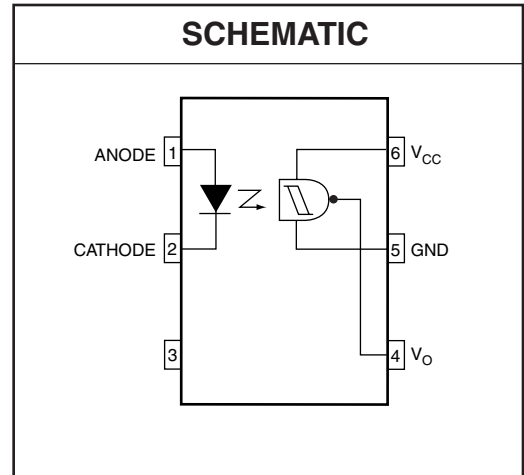 SCHEMATIC
ANODE 1
6 VCC
CATHODE 2
5 GND
3
4 VO